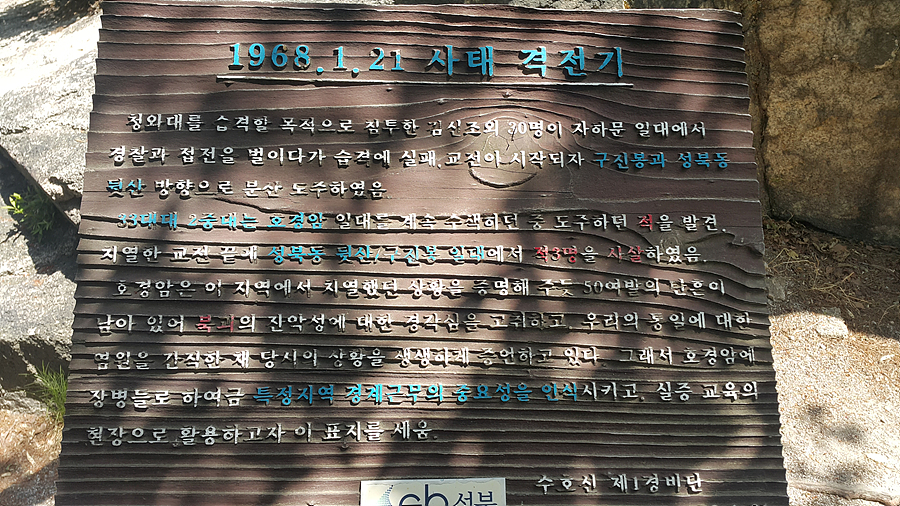 1968.1.21 사태 격전기
청와대를 습격할 목적으로 침투한 김신조외 30명이 자하문 일대에서
경찰과 접전을 벌이다가 습격에 실패.교전이 시작되자 구진봉과 성북동
뒷산 방향으로 분산 도주하였음
33대대 2중대는 호경암 일대를 계속 수색하던 중 도주하던 적을 발견.
치열한 교전 끝에 성북동 뒷산/구진봉 일대에서 적3명을 사살하였음.
호경암은 이 지역에서 치열했던 상황을 증명해 주듯 50여발의 탄흔이
남아 있어 북괴의 잔악성에 대한 경각심을 고취하고. 우리의 통일에 대한
염원을 간직한 채 당시의 상황을 생생하게 증언하고 있다. 그래서 호경암에
장병들로 하여금 특정지역 경계근무의 중요성을 인식시키고. 실증 교육의
현장으로 활용하고자 이 표지를 세움.
수호신 제1경비단
sb 성북